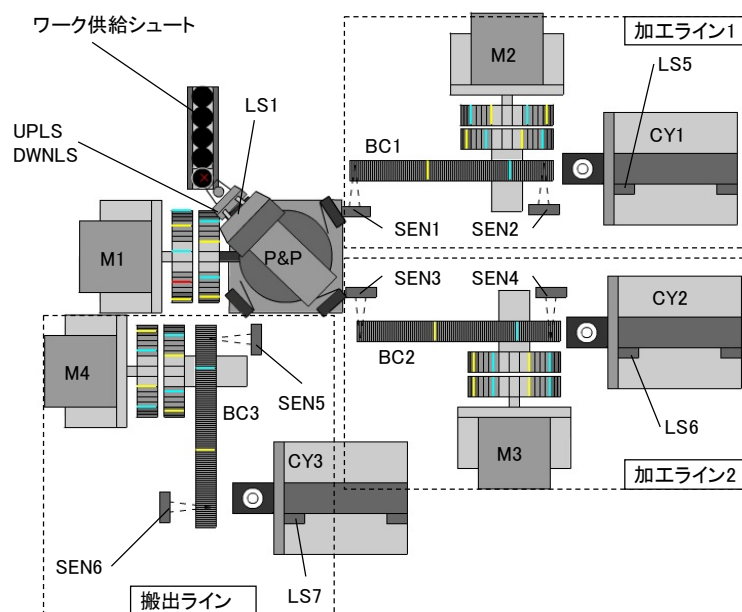 ワーク供給シュート
加工ライン1
M2
LS5
LS1
UPLS
DWNLS
BC1
CY1
SEN1
SEN2
M1
P&P
SEN3
SEN4
CY2
M4
BC2
SEN5
BC3
LS6
CY3
M3
加工ライン2
SEN6
LS7
搬出ライン